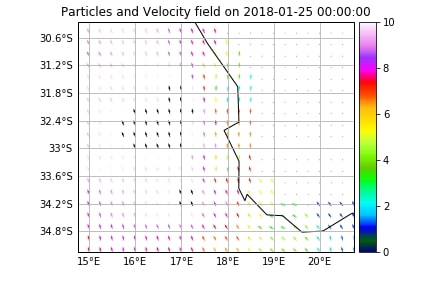 Particles and Velocity field on 2018-01-25 00:00:00
30.6°S
31.2°S
31.8°S
32.4°S
33°S
33.6°S
34.2°S
34.8°S
15°E 16°E 17°E 18°E 19°E 20°E
10
8
6
4
2
0